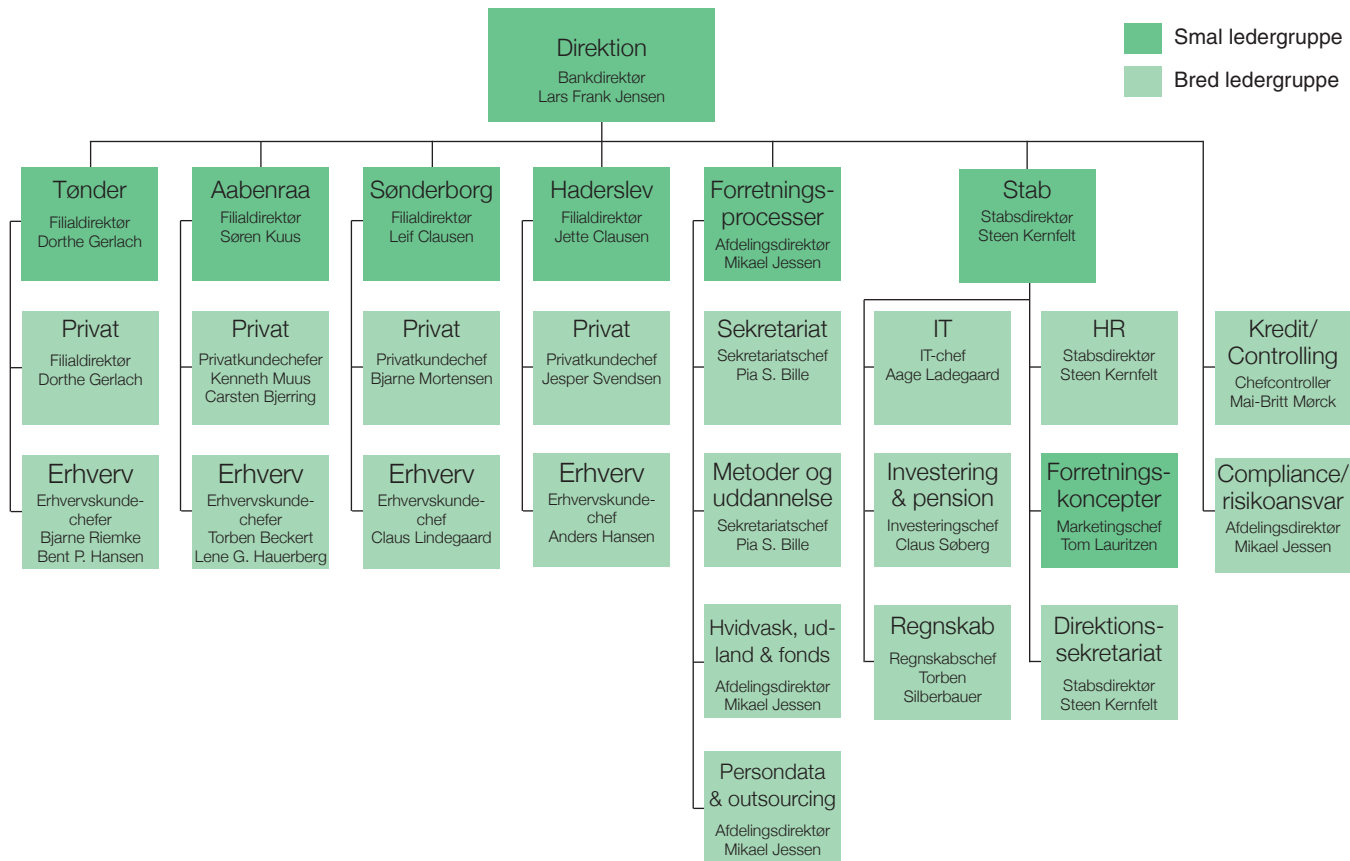 Direktion
Bankdirektør
Lars Frank Jensen
Smal ledergruppe
Bred ledergruppe
Tønder
Filialdirektør
Dorthe Gerlach
Aabenraa
Filialdirektør
Søren Kuus
Sønderborg
Filialdirektør
Leif Clausen
Haderslev
Filialdirektør
Jette Clausen
Forretnings-
processer
Afdelingsdirektør
Mikael Jessen
Stab
Stabsdirektør
Steen Kernfelt
Privat
Filialdirektør
Dorthe Gerlach
Privat
Privatkundechefer
Kenneth Muus
Carsten Bjerring
Privat
Privatkundechef
Bjarne Mortensen
Privat
Privatkundechef
Jesper Svendsen
Sekretariat
Sekretariatschef
Pia S. Bille
IT
IT-chef
Aage Ladegaard
HR
Stabsdirektør
Steen Kernfelt
Kredit/
Controlling
Chefcontroller
Mai-Britt Mørck
Erhverv
Erhvervskunde-
chefer
Bjarne Riemke
Bent P. Hansen
Erhverv
Erhvervskunde-
chefer
Torben Beckert
Lene G. Hauerberg
Erhverv
Erhvervskunde-
chef
Claus Lindegaard
Erhverv
Erhvervskunde-
chef
Anders Hansen
Metoder og
uddannelse
Sekretariatschef
Pia S. Bille
Investering
& pension
Investeringschef
Claus Søberg
Forretnings-
koncepter
Marketingschef
Tom Lauritzen
Compliance/
risikoansvar
Afdelingsdirektør
Mikael Jessen
Hvidvask, ud-
land & fonds
Afdelingsdirektør
Mikael Jessen
Regnskab
Regnskabschef
Torben
Silberbauer
Direktions-
sekretariat
Stabsdirektør
Steen Kernfelt
Persondata
& outsourcing
Afdelingsdirektør
Mikael Jessen